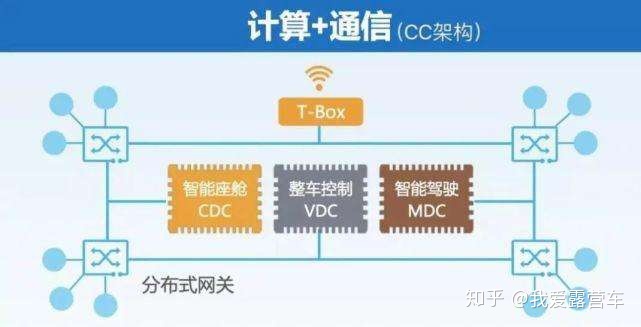 计算+通信(CC架构)
T-Box
智能座舱
CDC
整车控制
VDC
智能驾驶
MDC
分布式网关
知乎 @我爱露营车